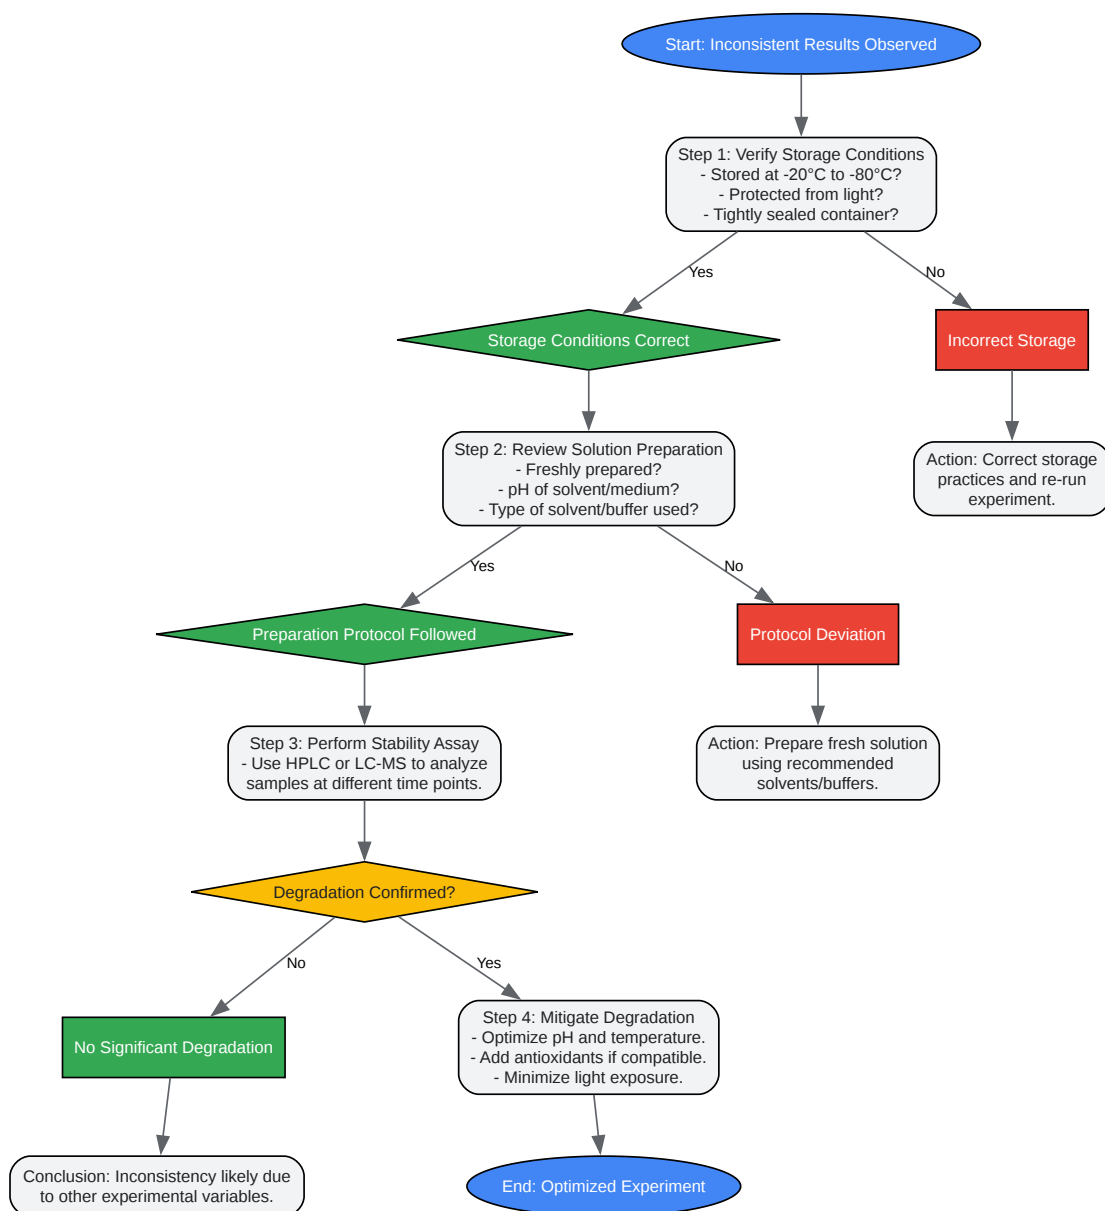 Start: Inconsistent Results Observed
Step 1: Verify Storage Conditions
- Stored at -20°C to -80°C?
- Protected from light?
- Tightly sealed container?
Yes
No
Storage Conditions Correct
Incorrect Storage
Step 2: Review Solution Preparation
- Freshly prepared?
- pH of solvent/medium?
- Type of solvent/buffer used?
Action: Correct storage
practices and re-run
experiment.
Yes
No
Preparation Protocol Followed
Protocol Deviation
Step 3: Perform Stability Assay
- Use HPLC or LC-MS to analyze
samples at different time points.
Action: Prepare fresh solution
using recommended
solvents/buffers.
Degradation Confirmed?
No
Yes
No Significant Degradation
Step 4: Mitigate Degradation
- Optimize pH and temperature.
- Add antioxidants if compatible.
- Minimize light exposure.
Conclusion: Inconsistency likely due
to other experimental variables.
End: Optimized Experiment